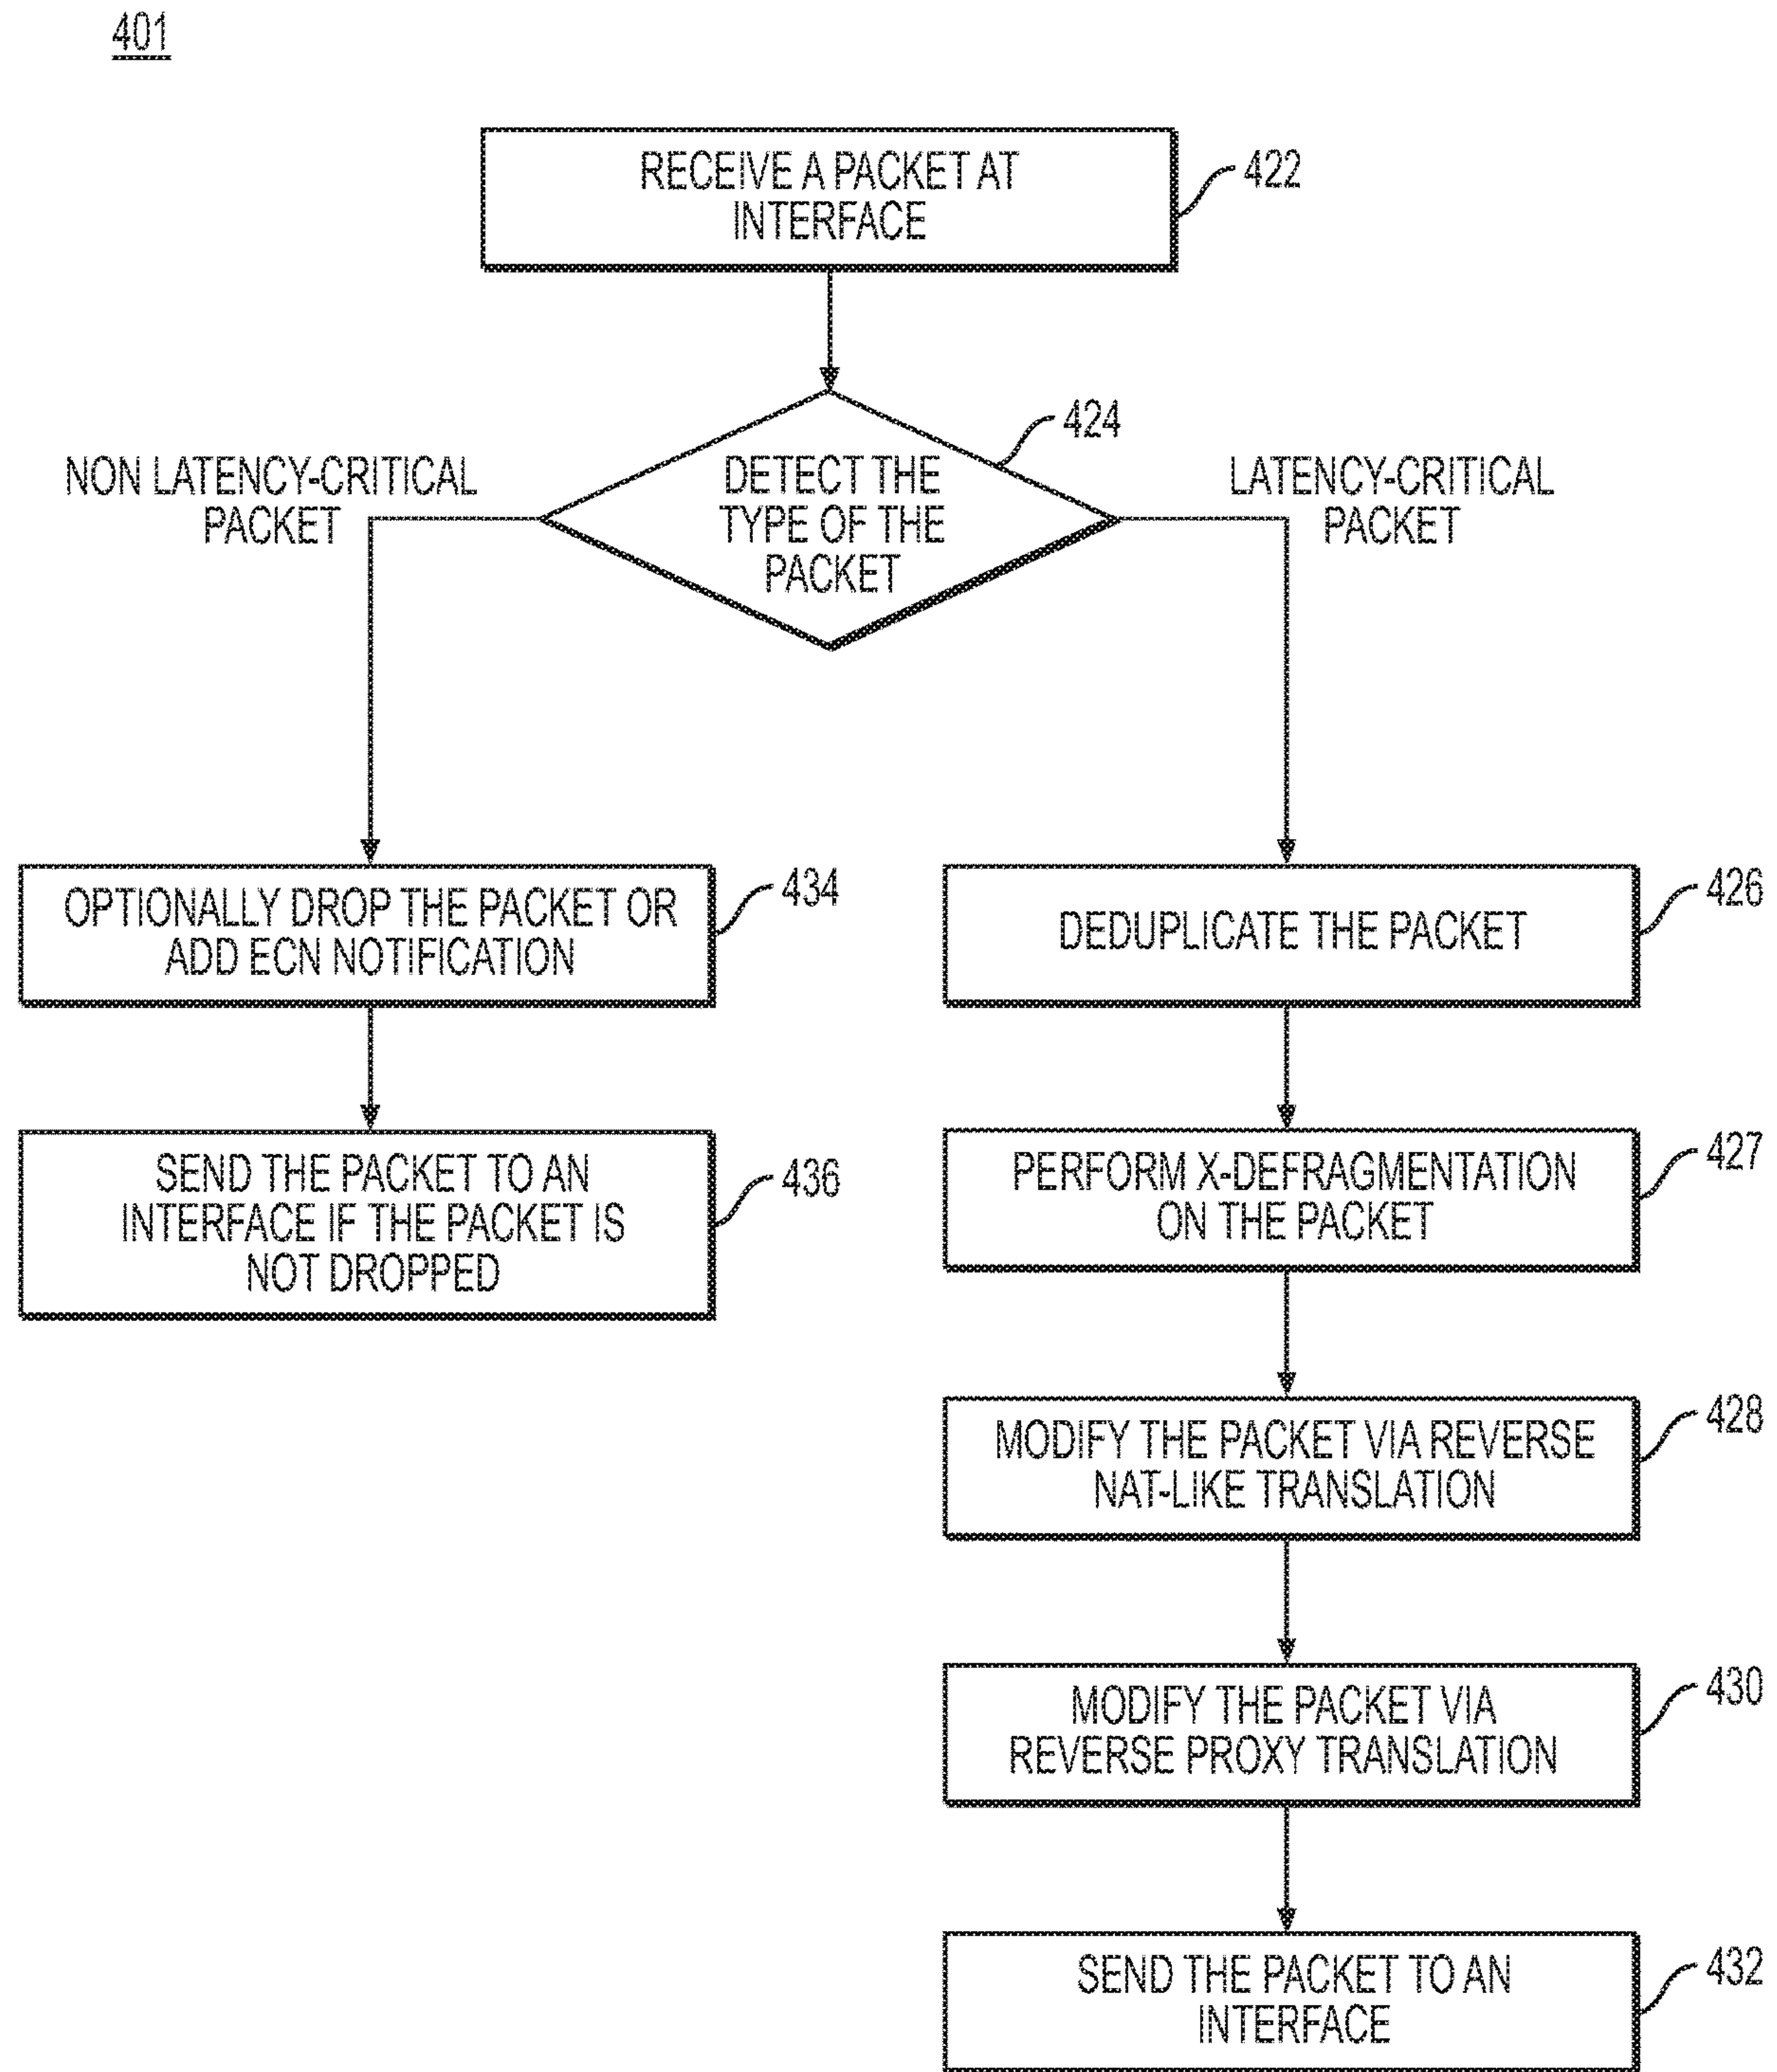 401
RECEIVE A PACKET AT
INTERFACE
422
DETECT THE
TYPE OF THE
PACKET
424
NON LATENCY-CRITICAL
PACKET
LATENCY-CRITICAL
PACKET
OPTIONALLY DROP THE PACKET OR
ADD ECN NOTIFICATION
434
SEND THE PACKET TO AN
INTERFACE IF THE PACKET IS
NOT DROPPED
436
DEDUPLICATE THE PACKET
426
PERFORM X-DEFRAGMENTATION
ON THE PACKET
427
MODIFY THE PACKET VIA REVERSE
NAT-LIKE TRANSLATION
428
MODIFY THE PACKET VIA
REVERSE PROXY TRANSLATION
430
SEND THE PACKET TO AN
INTERFACE
432